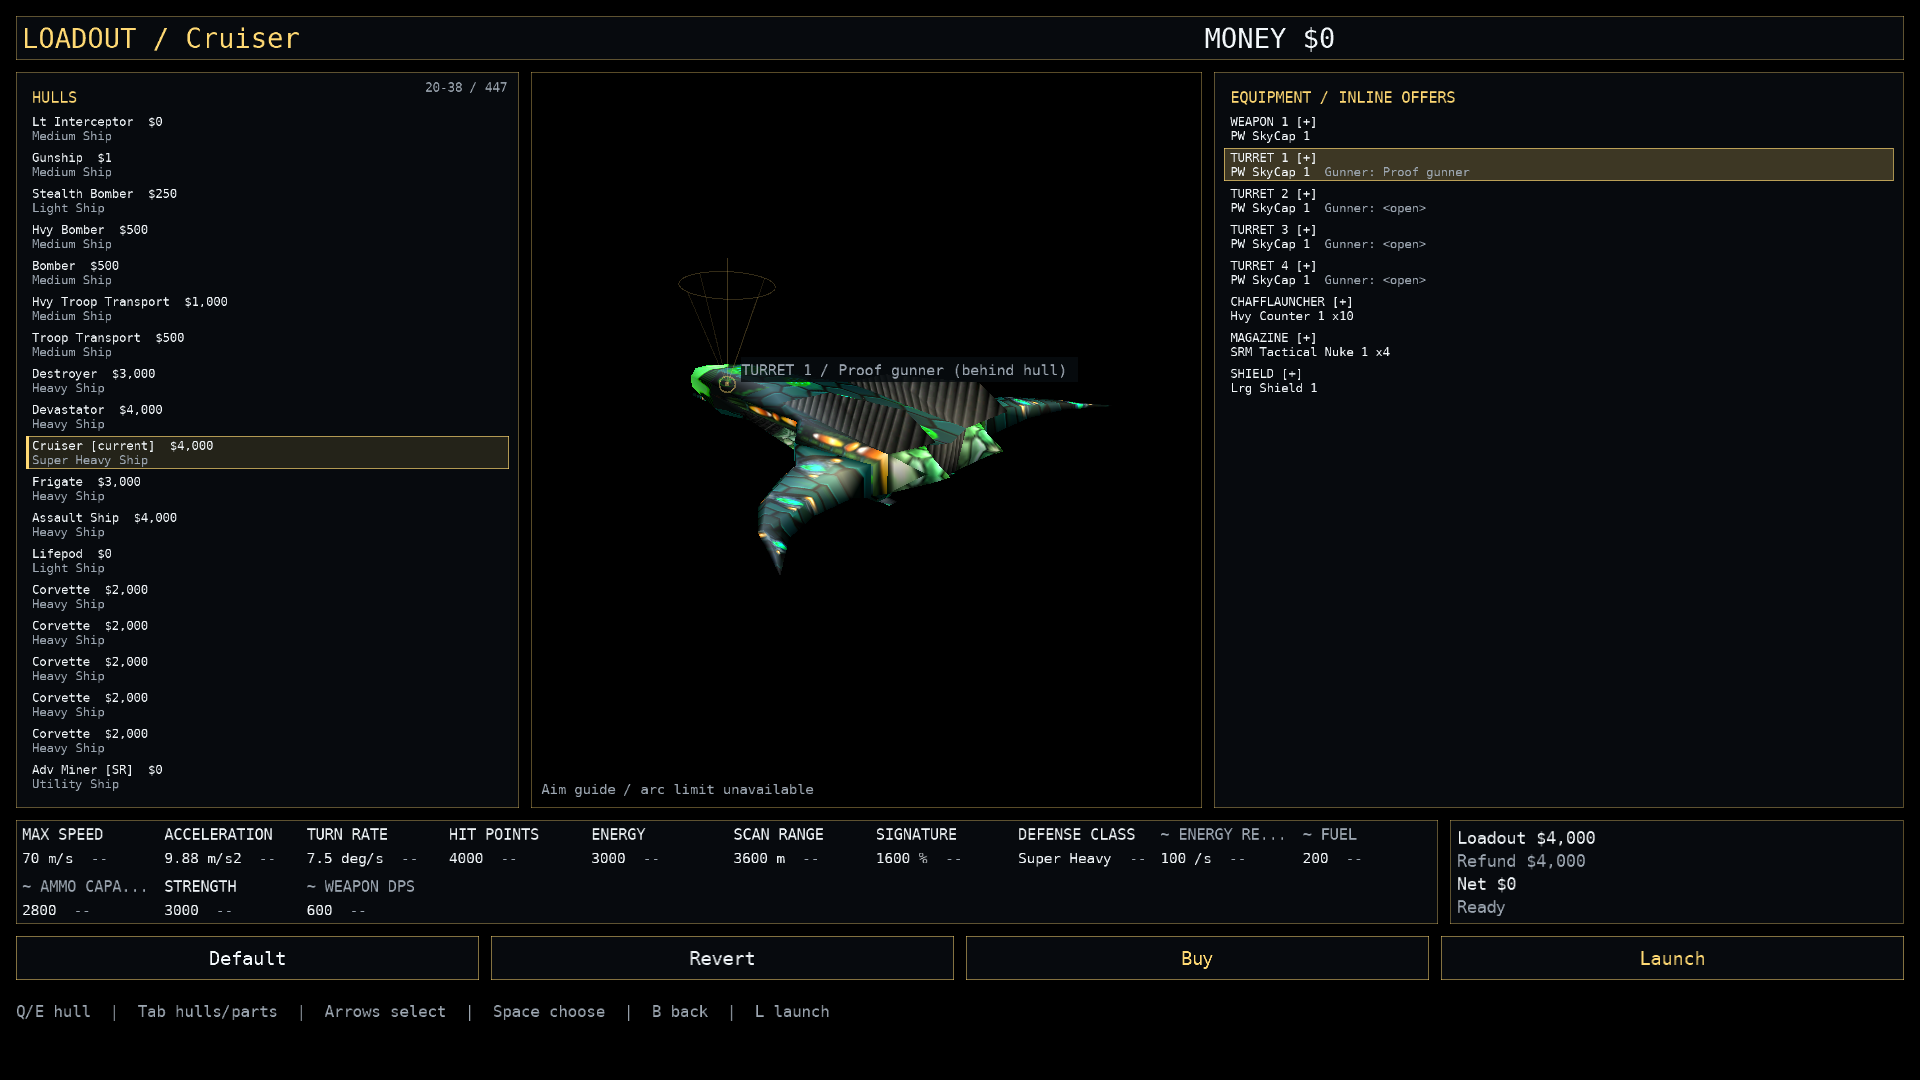 LOADOUT / Cruiser
MONEY $0
HULLS
20-38 / 447
Lt Interceptor $0
Medium Ship
Gunship $1
Medium Ship
Stealth Bomber $250
Light Ship
Hvy Bomber $500
Medium Ship
Bomber $500
Medium Ship
Hvy Troop Transport $1,000
Medium Ship
Troop Transport $500
Medium Ship
Destroyer $3,000
Heavy Ship
Devastator $4,000
Heavy Ship
Cruiser [current] $4,000
Super Heavy Ship
Frigate $3,000
Heavy Ship
Assault Ship $4,000
Heavy Ship
Lifepod $0
Light Ship
Corvette $2,000
Heavy Ship
Corvette $2,000
Heavy Ship
Corvette $2,000
Heavy Ship
Corvette $2,000
Heavy Ship
Corvette $2,000
Heavy Ship
Adv Miner [SR] $0
Utility Ship
TURRET 1 / Proof gunner (behind hull)
Aim guide / arc limit unavailable
EQUIPMENT / INLINE OFFERS
WEAPON 1 [+]
PW SkyCap 1
TURRET 1 [+]
PW SkyCap 1 Gunner: Proof gunner
TURRET 2 [+]
PW SkyCap 1 Gunner: <open>
TURRET 3 [+]
PW SkyCap 1 Gunner: <open>
TURRET 4 [+]
PW SkyCap 1 Gunner: <open>
CHAFFLAUNCHER [+]
Hvy Counter 1 x10
MAGAZINE [+]
SRM Tactical Nuke 1 x4
SHIELD [+]
Lrg Shield 1
MAX SPEED ACCELERATION TURN RATE HIT POINTS ENERGY SCAN RANGE SIGNATURE DEFENSE CLASS ~ ENERGY RE... ~ FUEL
70 m/s -- 9.88 m/s2 -- 7.5 deg/s -- 4000 -- 3000 -- 3600 m -- 1600 % -- Super Heavy -- 100 /s -- 200 --
~ AMMO CAPA... STRENGTH ~ WEAPON DPS
2800 -- 3000 -- 600 --
Loadout $4,000
Refund $4,000
Net $0
Ready
Default
Revert
Buy
Launch
Q/E hull | Tab hulls/parts | Arrows select | Space choose | B back | L launch